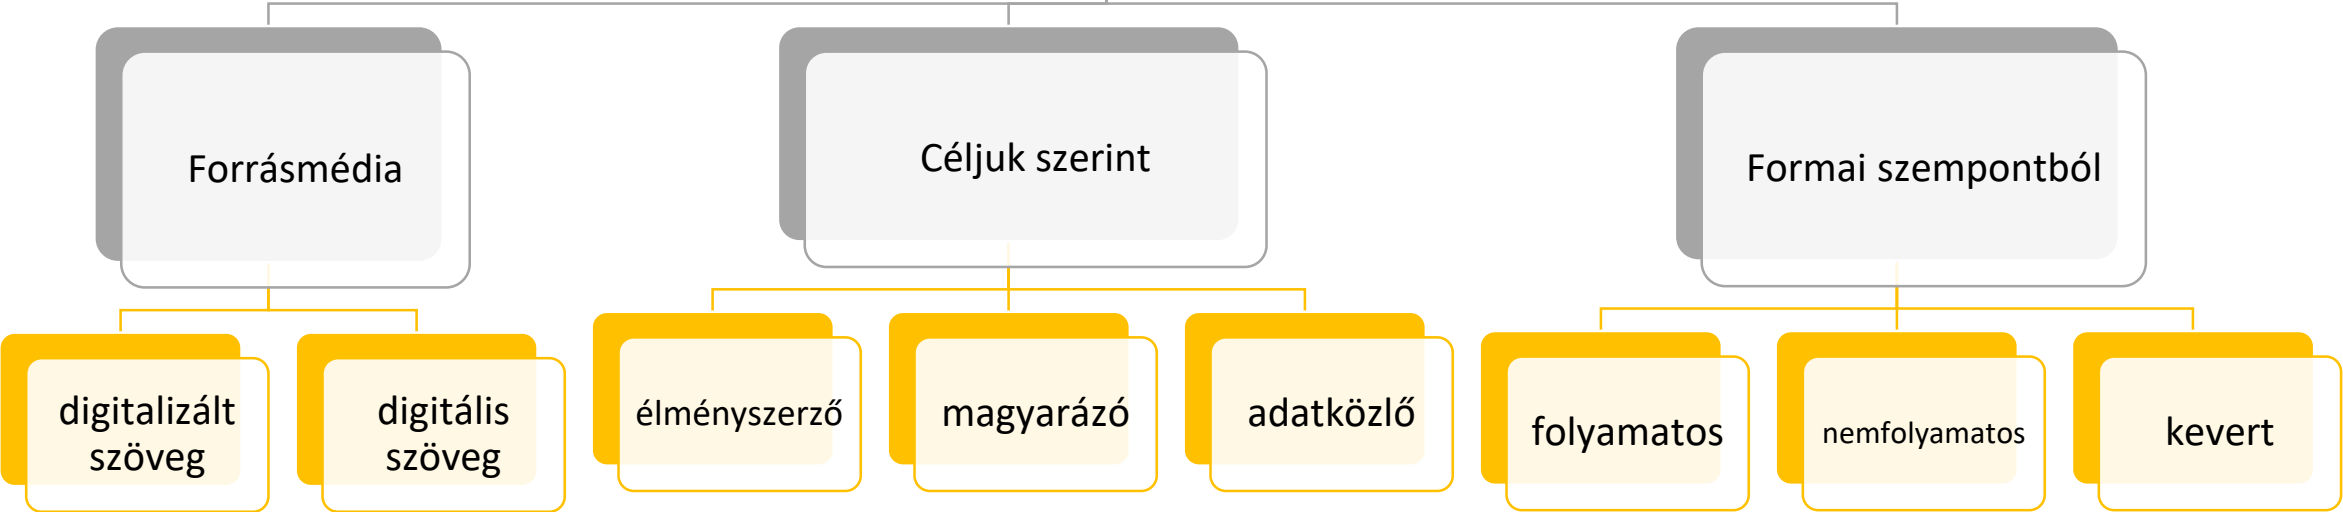 Forrásmédia
Céljuk szerint
Formai szempontból
digitalizált
szöveg
digitális
szöveg
élményszerző
magyarázó
adatközlő
folyamatos
nemfolyamatos
kevert